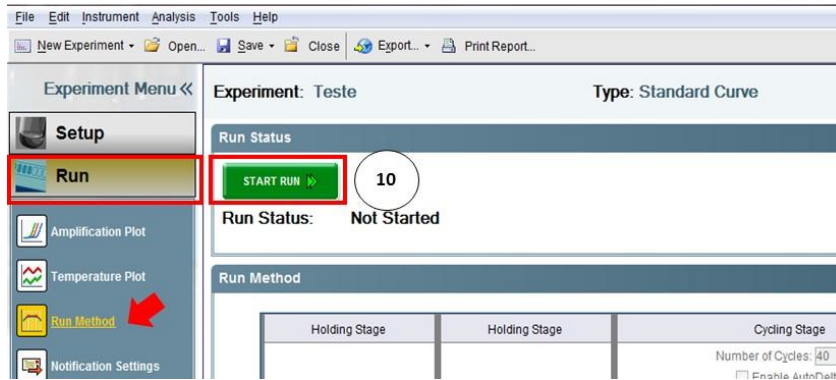 File Edit Instrument Analysis Tools Help
New Experiment Open... Save Close Export... Print Report...
Experiment Menu «
Experiment: Teste Type: Standard Curve
Setup
Run Status
Run
START RUN
10
Run Status: Not Started
Amplification Plot
Temperature Plot
Run Method
Run Method
Holding Stage Holding Stage Cycling Stage
Number of Cycles: 40
Notification Settings
Enable